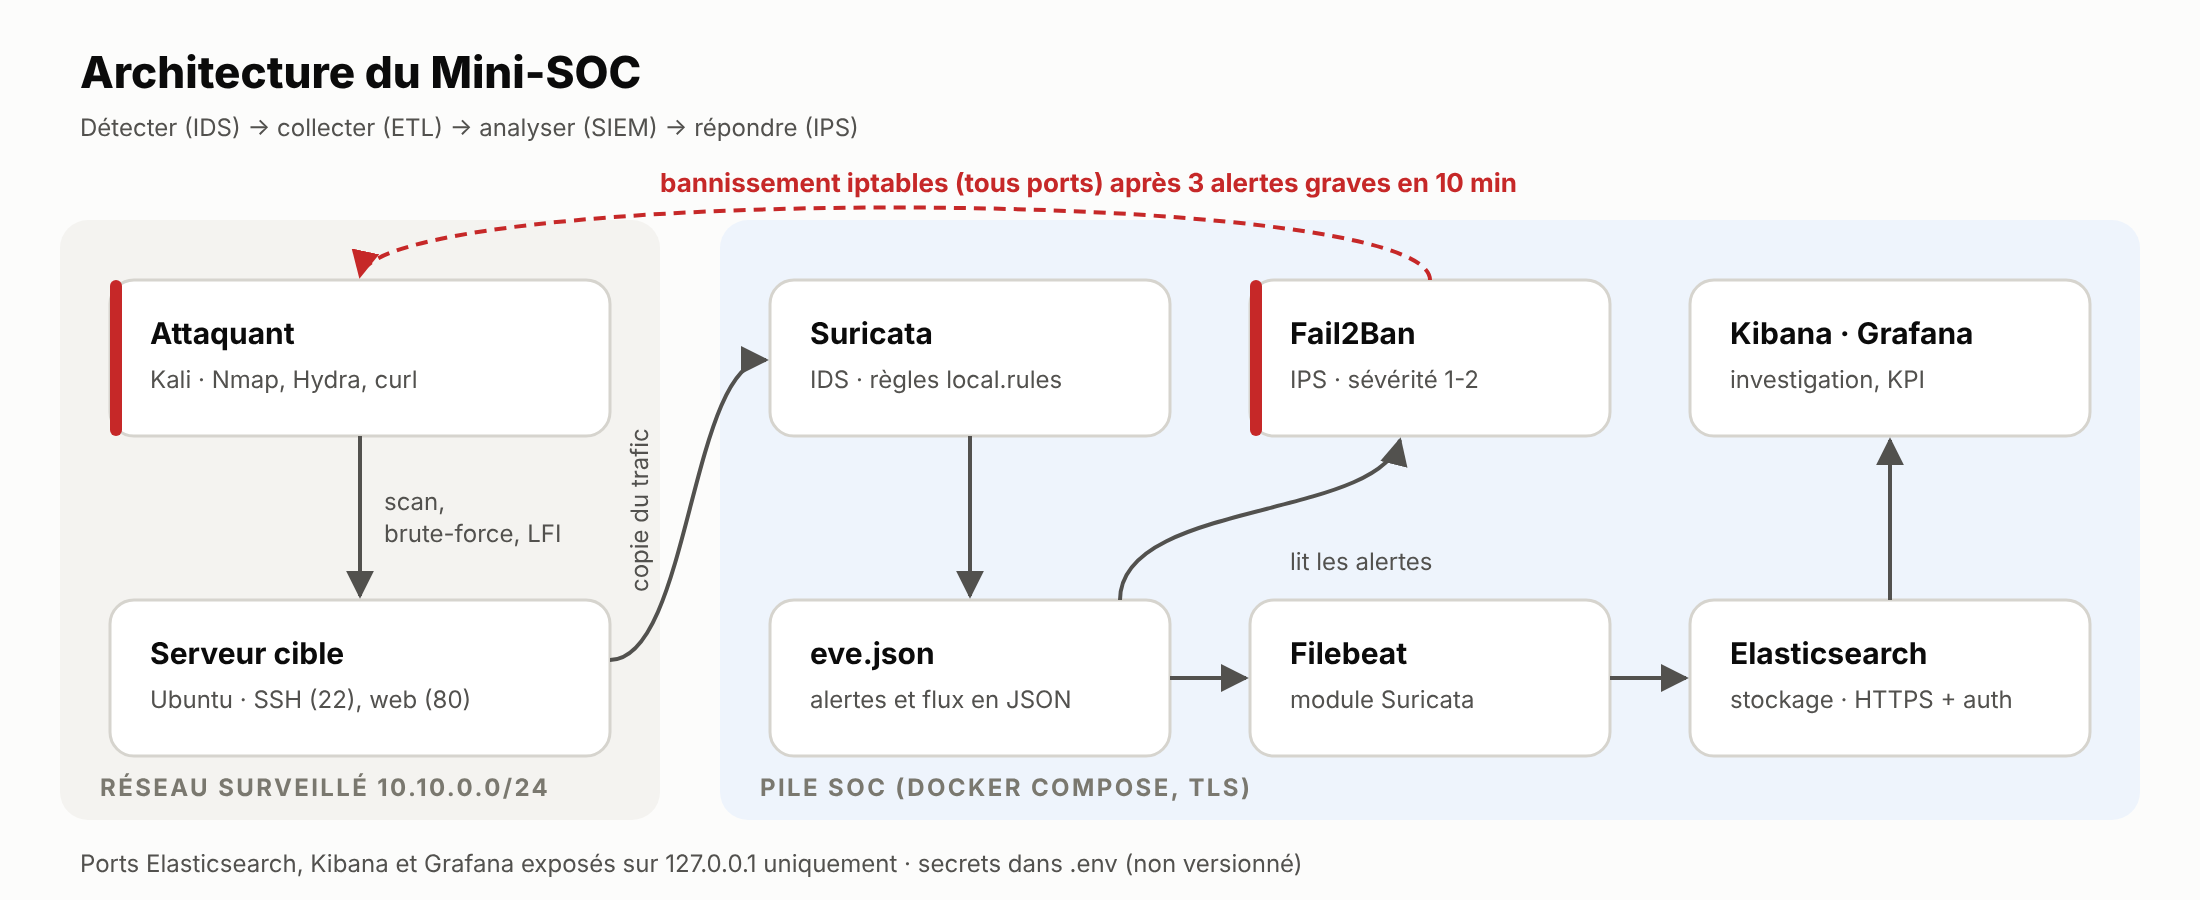 Architecture du Mini-SOC
Détecter (IDS) → collecter (ETL) → analyser (SIEM) → répondre (IPS)
bannissement iptables (tous ports) après 3 alertes graves en 10 min
Attaquant
Kali · Nmap, Hydra, curl
scan,
brute-force, LFI
Serveur cible
Ubuntu · SSH (22), web (80)
RÉSEAU SURVEILLÉ 10.10.0.0/24
copie du trafic
Suricata
IDS · règles local.rules
Fail2Ban
IPS · sévérité 1-2
Kibana · Grafana
investigation, KPI
lit les alertes
eve.json
alertes et flux en JSON
Filebeat
module Suricata
Elasticsearch
stockage · HTTPS + auth
PILE SOC (DOCKER COMPOSE, TLS)
Ports Elasticsearch, Kibana et Grafana exposés sur 127.0.0.1 uniquement · secrets dans .env (non versionné)